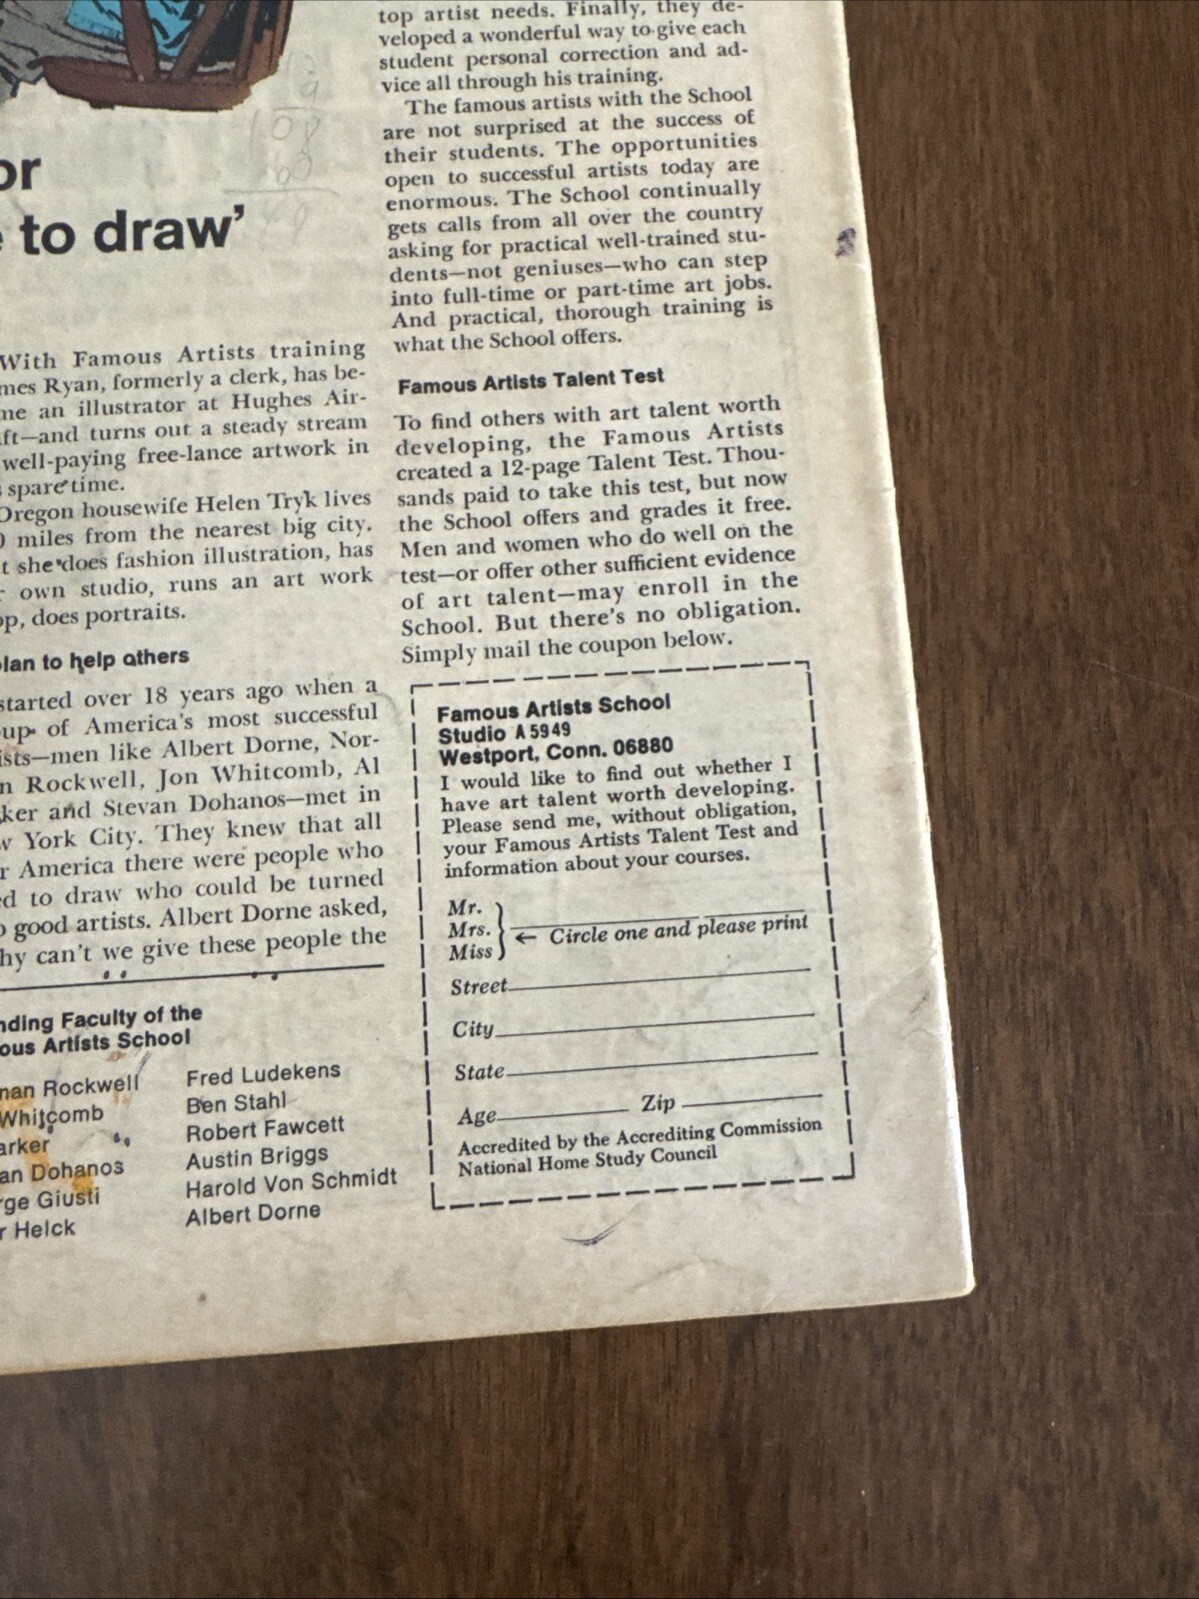 or
to draw'
With Famous Artists training
mes Ryan, formerly a clerk, has be-
me an illustrator at Hughes Air-
ft—and turns out a steady stream
well-paying free-lance artwork in
spare time.
Oregon housewife Helen Tryk lives
miles from the nearest big city.
t she does fashion illustration, has
own studio, runs an art work
op, does portraits.
lan to help others
started over 18 years ago when a
up of America's most successful
ists—men like Albert Dorne, Nor-
n Rockwell, Jon Whitcomb, Al
ker and Stevan Dohanos—met in
w York City. They knew that all
r America there were people who
ed to draw who could be turned
o good artists. Albert Dorne asked,
hy can't we give these people the
nding Faculty of the
ous Artists School
nan Rockwell
Whitcomb
arker
an Dohanos
rge Giusti
r Helck
Fred Ludekens
Ben Stahl
Robert Fawcett
Austin Briggs
Harold Von Schmidt
Albert Dorne
top artist needs. Finally, they de-
veloped a wonderful way to give each
student personal correction and ad-
vice all through his training.
The famous artists with the School
are not surprised at the success of
their students. The opportunities
open to successful artists today are
enormous. The School continually
gets calls from all over the country
asking for practical well-trained stu-
dents—not geniuses—who can step
into full-time or part-time art jobs.
And practical, thorough training is
what the School offers.
Famous Artists Talent Test
To find others with art talent worth
developing, the Famous Artists
created a 12-page Talent Test. Thou-
sands paid to take this test, but now
the School offers and grades it free.
Men and women who do well on the
test—or offer other sufficient evidence
of art talent—may enroll in the
School. But there's no obligation.
Simply mail the coupon below.
Famous Artists School
Studio A5949
Westport, Conn. 06880
I would like to find out whether I
have art talent worth developing.
Please send me, without obligation,
your Famous Artists Talent Test and
information about your courses.
Mr.
Mrs. ← Circle one and please print
Miss
Street
City
State
Age Zip
Accredited by the Accrediting Commission
National Home Study Council